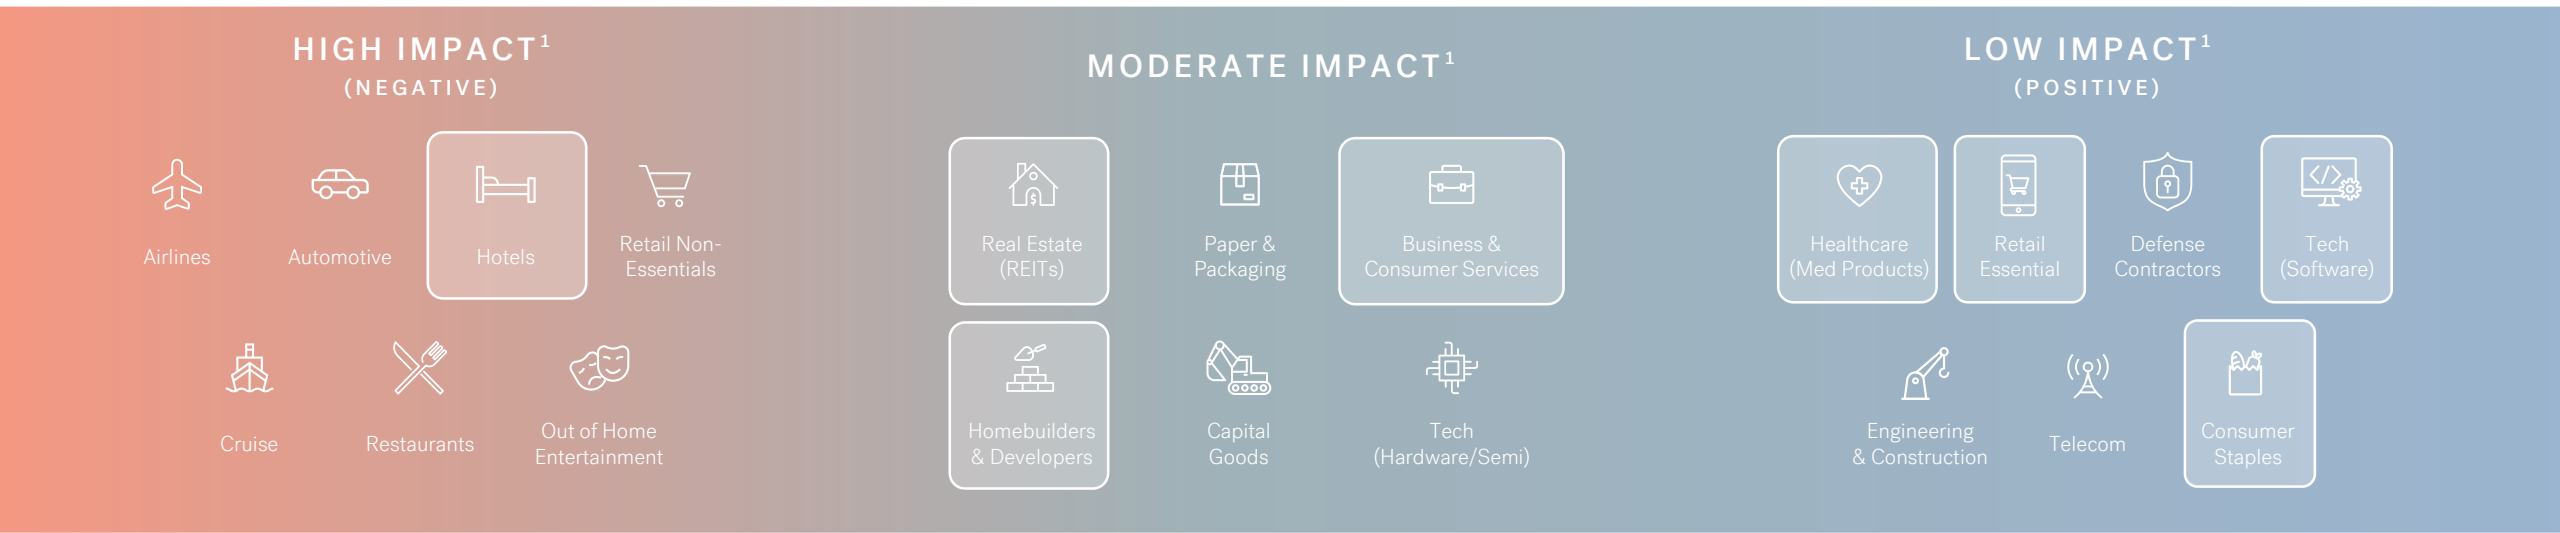 HIGH IMPACT¹
(NEGATIVE)
Airlines
Automotive
Hotels
Retail Non-
Essentials
Cruise
Restaurants
Out of Home
Entertainment
MODERATE IMPACT¹
Real Estate
(REITs)
Paper &
Packaging
Business &
Consumer Services
Homebuilders
& Developers
Capital
Goods
Tech
(Hardware/Semi)
LOW IMPACT¹
(POSITIVE)
Healthcare
(Med Products)
Retail
Essential
Defense
Contractors
Tech
(Software)
Engineering
& Construction
Telecom
Consumer
Staples